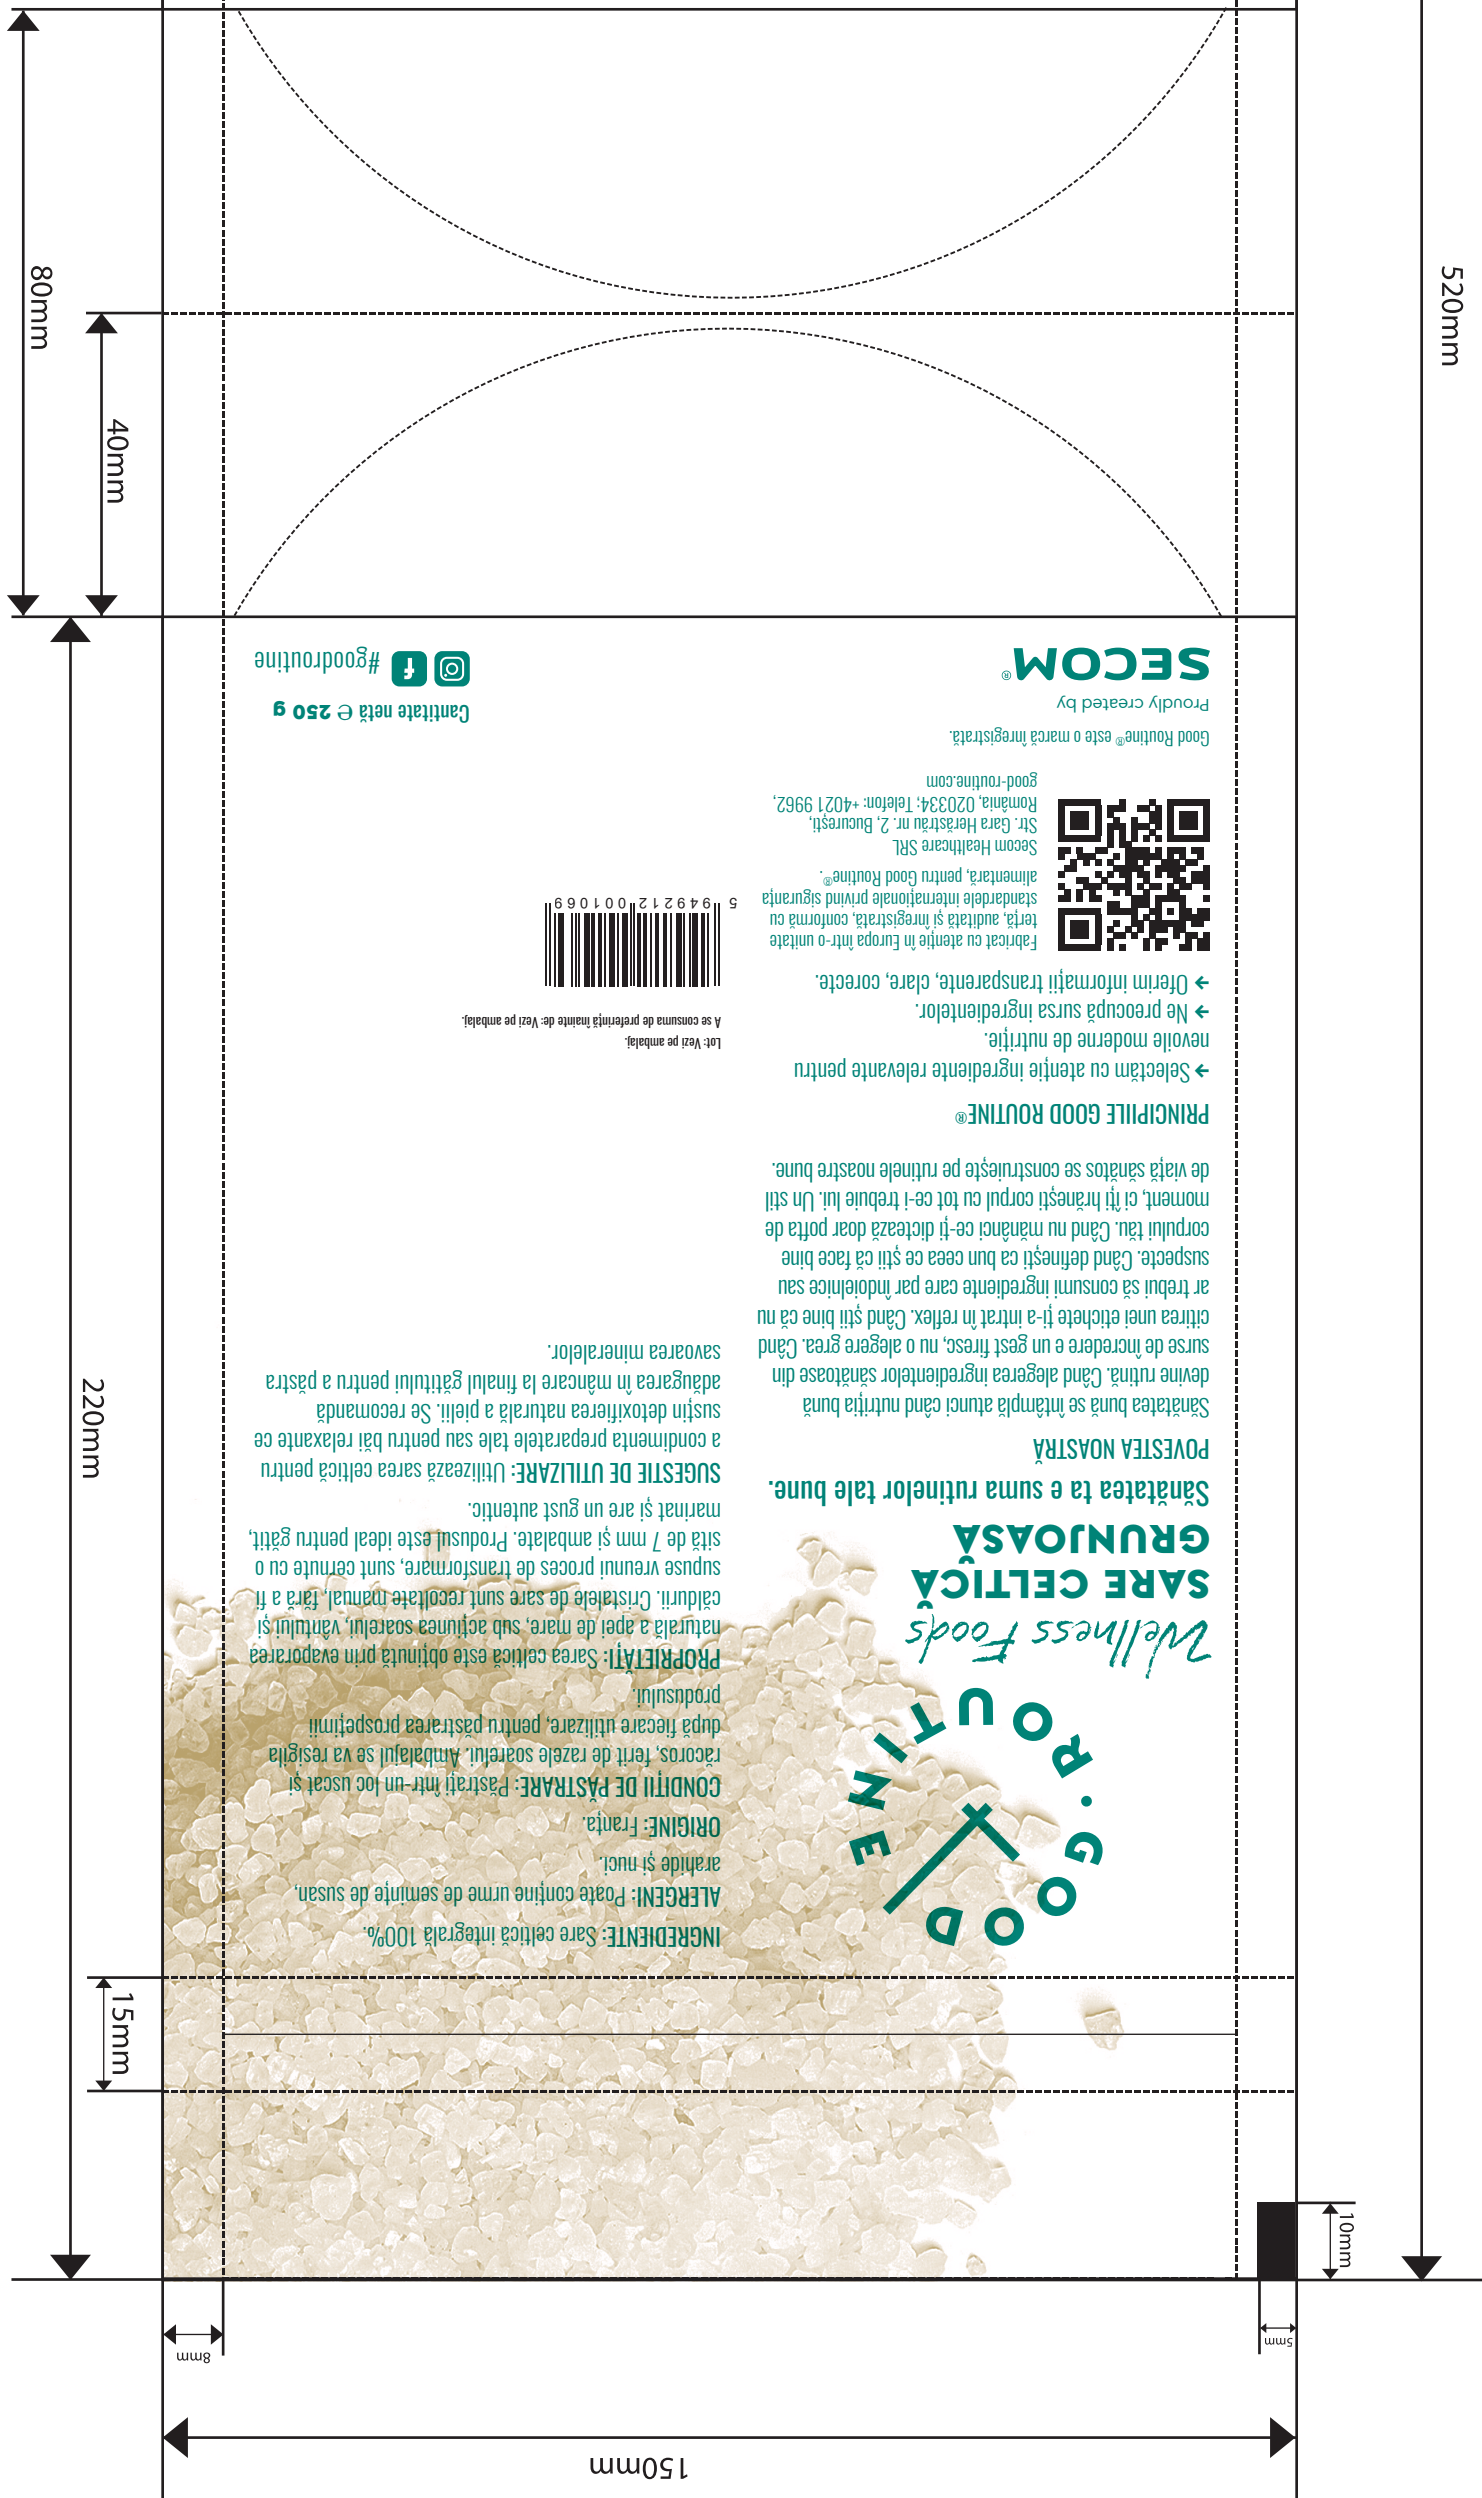 GOOD · ROUTINE
Wellness Foods
SARE CELTICĂ
GRUNJOASĂ
Sănătatea ta e suma rutinelor tale bune.
POVESTEA NOASTRĂ
Sănătatea bună se întâmplă atunci când nutriția bună
devine rutină. Când alegerea ingredientelor sănătoase din
surse de încredere e un gest firesc, nu o alegere grea. Când
citirea unei etichete ți-a intrat în reflex. Când știi bine că nu
ar trebui să consumi ingrediente care par îndoielnice sau
suspecte. Când definești ca bun ceea ce știi că face bine
corpului tău. Când nu mănânci ce-ți dictează doar pofta de
moment, ci îți hrănești corpul cu tot ce-i trebuie lui. Un stil
de viață sănătos se construiește pe rutinele noastre bune.
PRINCIPIILE GOOD ROUTINE®
→ Selectăm cu atenție ingrediente relevante pentru
nevoile moderne de nutriție.
→ Ne preocupă sursa ingredientelor.
→ Oferim informații transparente, clare, corecte.
Fabricat cu atenție în Europa într-o unitate
terță, auditată și înregistrată, conformă cu
standardele internaționale privind siguranța
alimentară, pentru Good Routine®.
Secom Healthcare SRL
Str. Gara Herăstrău nr. 2, București,
România, 020334; Telefon: +4021 9962,
good-routine.com
Good Routine® este o marcă înregistrată.
Proudly created by
SECOM®
INGREDIENTE: Sare celtică integrală 100%.
ALERGENI: Poate conține urme de semințe de susan,
arahide și nuci.
ORIGINE: Franța.
CONDIȚII DE PĂSTRARE: Păstrați într-un loc uscat și
răcoros, ferit de razele soarelui. Ambalajul se va resigila
după fiecare utilizare, pentru păstrarea prospețimii
produsului.
PROPRIETĂȚI: Sarea celtică este obținută prin evaporarea
naturală a apei de mare, sub acțiunea soarelui, vântului și
căldurii. Cristalele de sare sunt recoltate manual, fără a fi
supuse vreunui proces de transformare, sunt cernute cu o
sită de 7 mm și ambalate. Produsul este ideal pentru gătit,
marinat și are un gust autentic.
SUGESTIE DE UTILIZARE: Utilizează sarea celtică pentru
a condimenta preparatele tale sau pentru băi relaxante ce
susțin detoxifierea naturală a pielii. Se recomandă
adăugarea în mâncare la finalul gătitului pentru a păstra
savoarea mineralelor.
Lot: Vezi pe ambalaj.
A se consuma de preferință înainte de: Vezi pe ambalaj.
5 949212 001069
Cantitate netă ℮ 250 g
#goodroutine
80mm
40mm
220mm
15mm
520mm
10mm
8mm
5mm
150mm